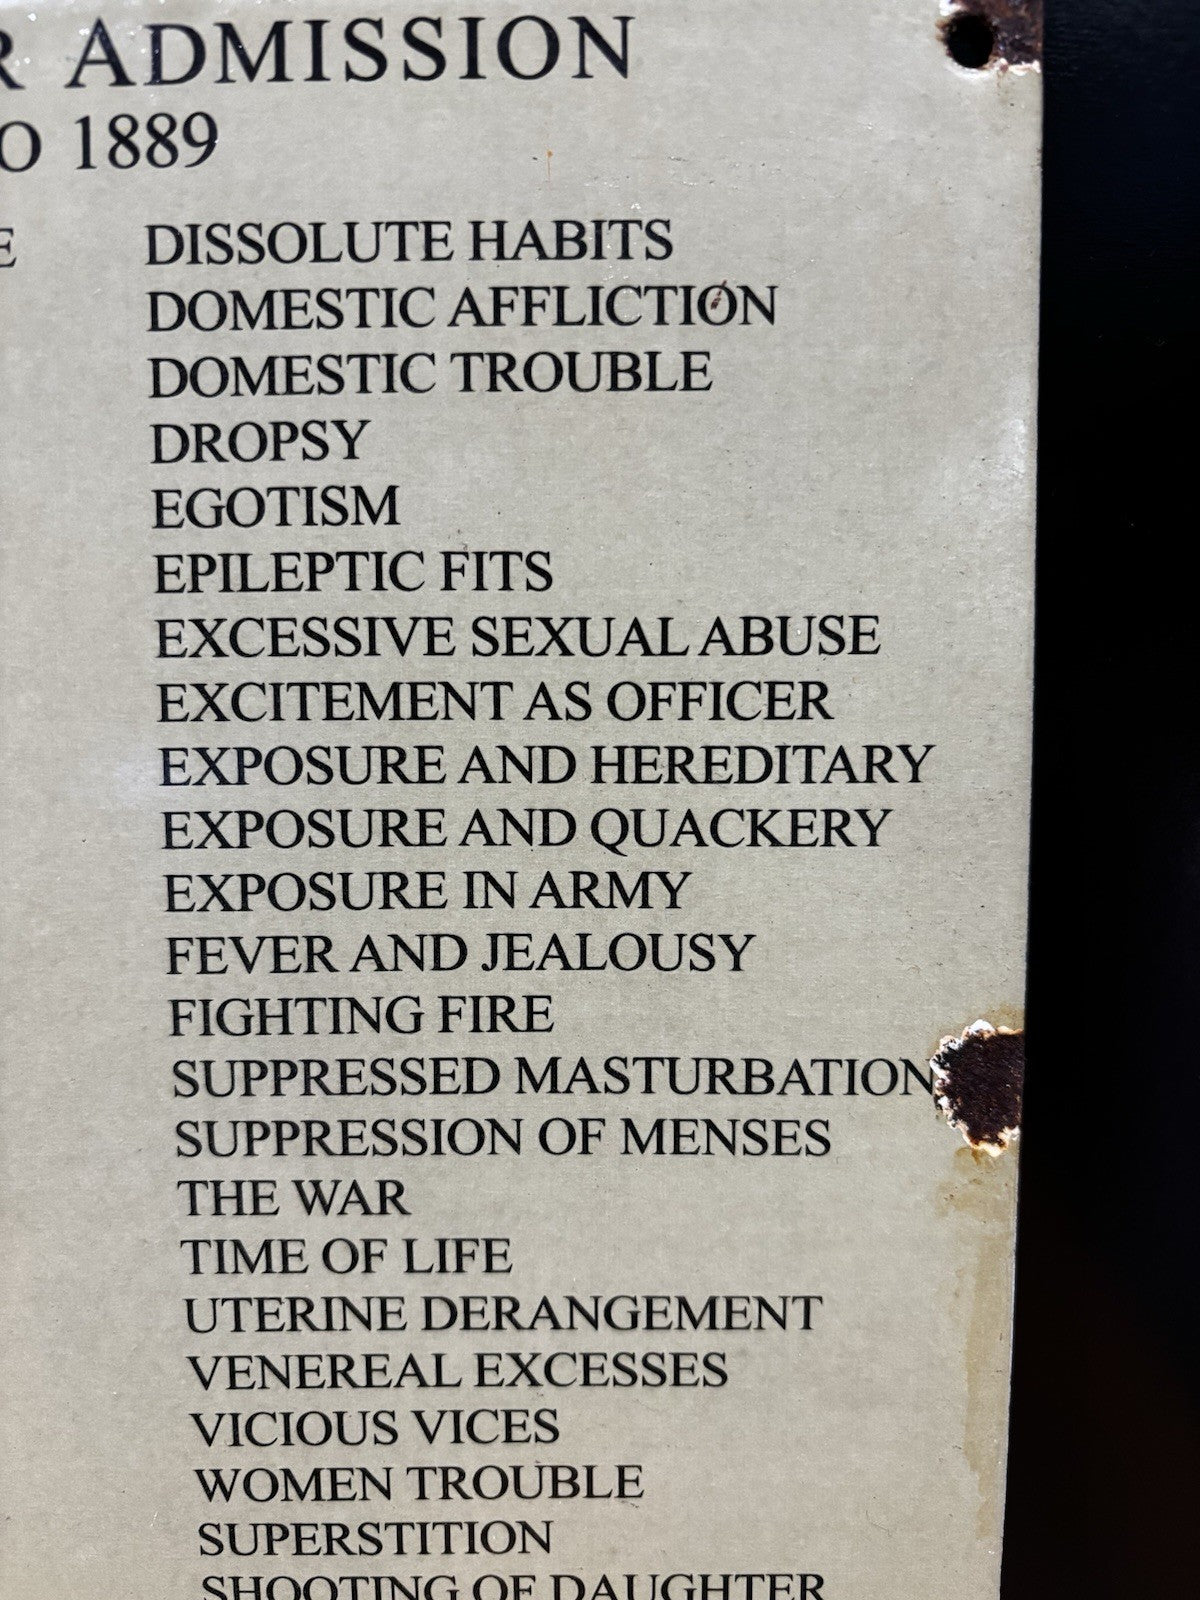 R ADMISSION
O 1889
E
DISSOLUTE HABITS
DOMESTIC AFFLICTION
DOMESTIC TROUBLE
DROPSY
EGOTISM
EPILEPTIC FITS
EXCESSIVE SEXUAL ABUSE
EXCITEMENT AS OFFICER
EXPOSURE AND HEREDITARY
EXPOSURE AND QUACKERY
EXPOSURE IN ARMY
FEVER AND JEALOUSY
FIGHTING FIRE
SUPPRESSED MASTURBATION
SUPPRESSION OF MENSES
THE WAR
TIME OF LIFE
UTERINE DERANGEMENT
VENEREAL EXCESSES
VICIOUS VICES
WOMEN TROUBLE
SUPERSTITION
SHOOTING OF DAUGHTER